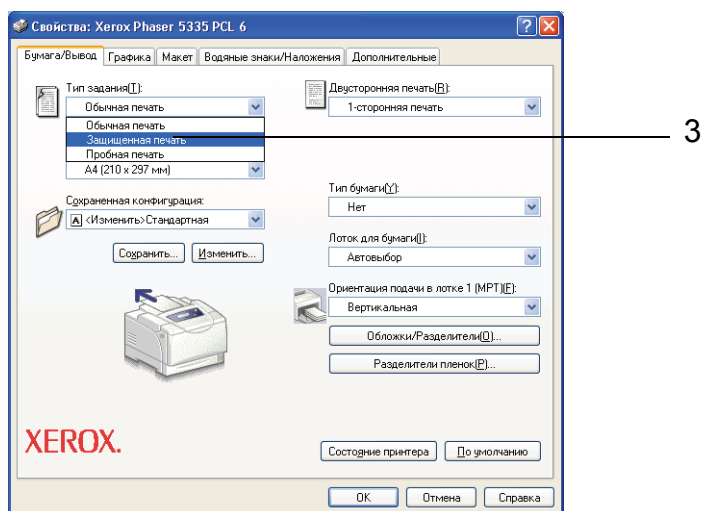 Свойства: Xerox Phaser 5335 PCL 6
Бумага/Вывод Графика Макет Водяные знаки/Наложения Дополнительные
Тип задания(T):
Обычная печать
Обычная печать
Защищенная печать
Пробная печать
A4 (210 x 297 мм)
Сохраненная конфигурация:
A <Изменить>Стандартная
Сохранить... Изменить...
Двусторонняя печать(R):
1-сторонняя печать
3
Тип бумаги(Y):
Нет
Лоток для бумаги(I):
Автовыбор
Ориентация подачи в лотке 1 (MPT)(F):
Вертикальная
Обложки/Разделители(O)...
Разделители пленок(P)...
XEROX.
Состояние принтера По умолчанию
OK Отмена Справка